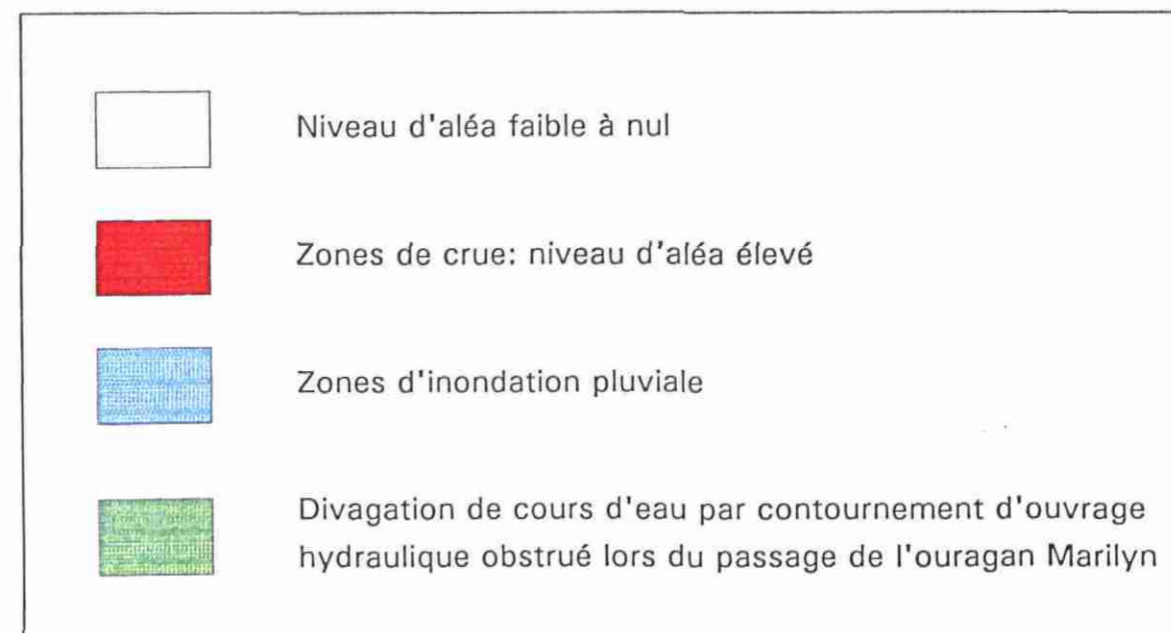 Niveau d'aléa faible à nul
Zones de crue: niveau d'aléa élevé
Zones d'inondation pluviale
Divagation de cours d'eau par contournement d'ouvrage
hydraulique obstrué lors du passage de l'ouragan Marilyn